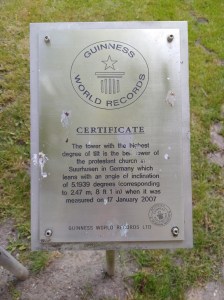 GUINNESS
WORLD RECORDS
CERTIFICATE
The tower with the highest
degree of tilt is the bell tower of
the protestant church in
Suurhusen in Germany which
leans with an angle of inclination
of 5.1939 degrees (corresponding
to 2.47 m, 8 ft 1 in) when it was
measured on 17 January 2007
GUINNESS WORLD RECORDS LTD